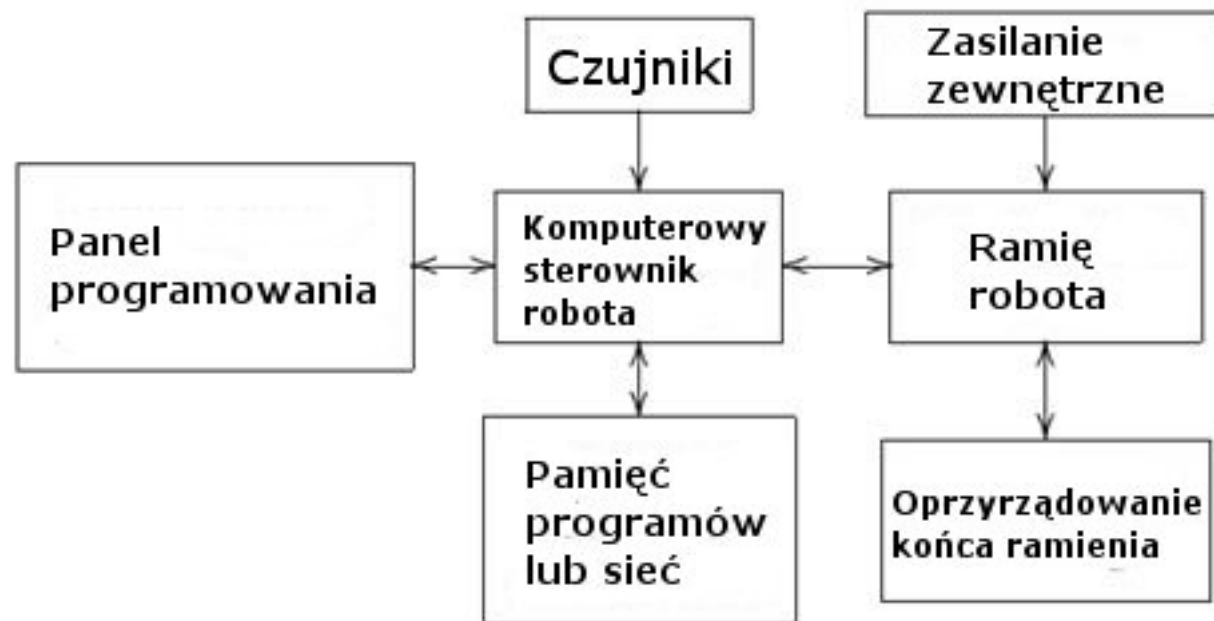 Czujniki
Zasilanie
zewnętrzne
Panel
programowania
Komputerowy
sterownik
robota
Ramię
robota
Pamięć
programów
lub sieć
Oprzyrządowanie
końca ramienia